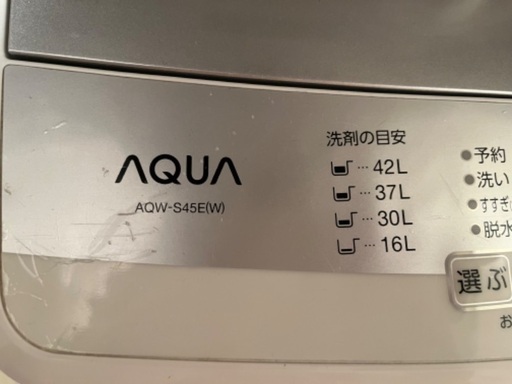 AQUA
AQW-S45E(W)
洗剤の目安
… 42L
… 37L
… 30L
… 16L
●予約
●洗い
●すすぎ
●脱水
選ぶ
お